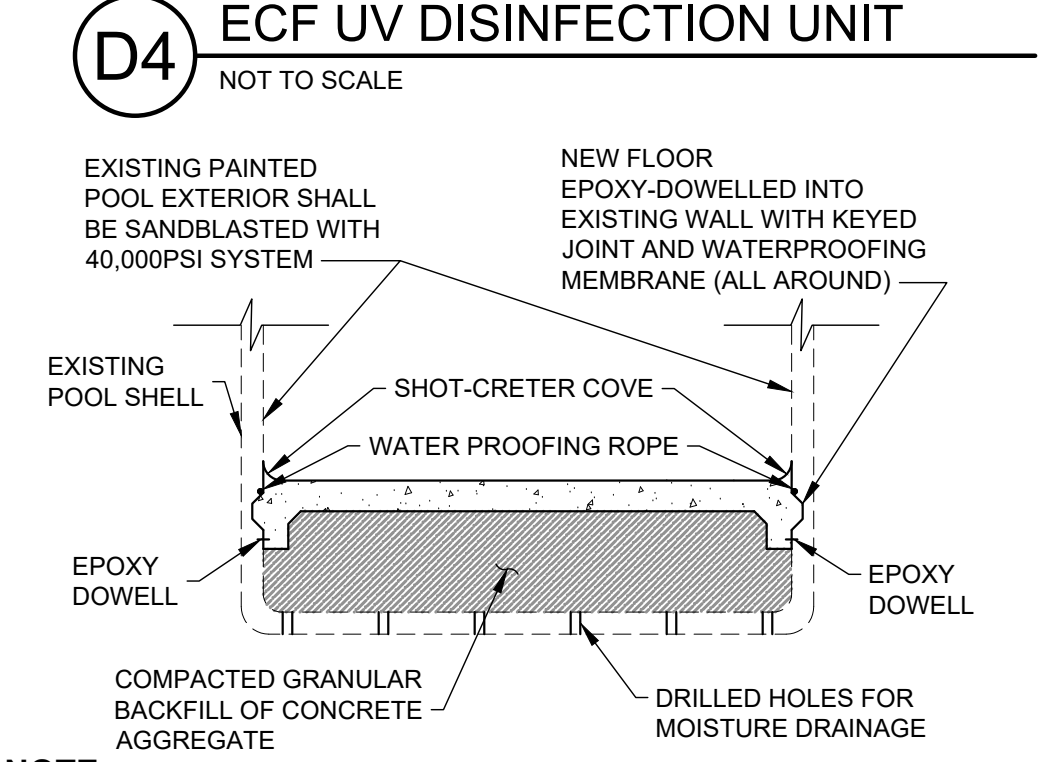 D4
ECF UV DISINFECTION UNIT
NOT TO SCALE
EXISTING PAINTED
POOL EXTERIOR SHALL
BE SANDBLASTED WITH
40,000PSI SYSTEM
NEW FLOOR
EPOXY-DOWELLED INTO
EXISTING WALL WITH KEYED
JOINT AND WATERPROOFING
MEMBRANE (ALL AROUND)
EXISTING
POOL SHELL
SHOT-CRETER COVE
WATER PROOFING ROPE
EPOXY
DOWELL
EPOXY
DOWELL
COMPACTED GRANULAR
BACKFILL OF CONCRETE
AGGREGATE
DRILLED HOLES FOR
MOISTURE DRAINAGE